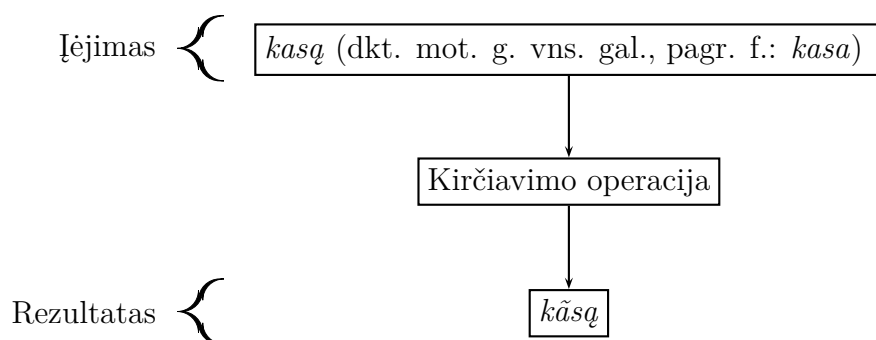 Įėjimas
kasą (dkt. mot. g. vns. gal., pagr. f.: kasa)
Kirčiavimo operacija
Rezultatas
kãsą